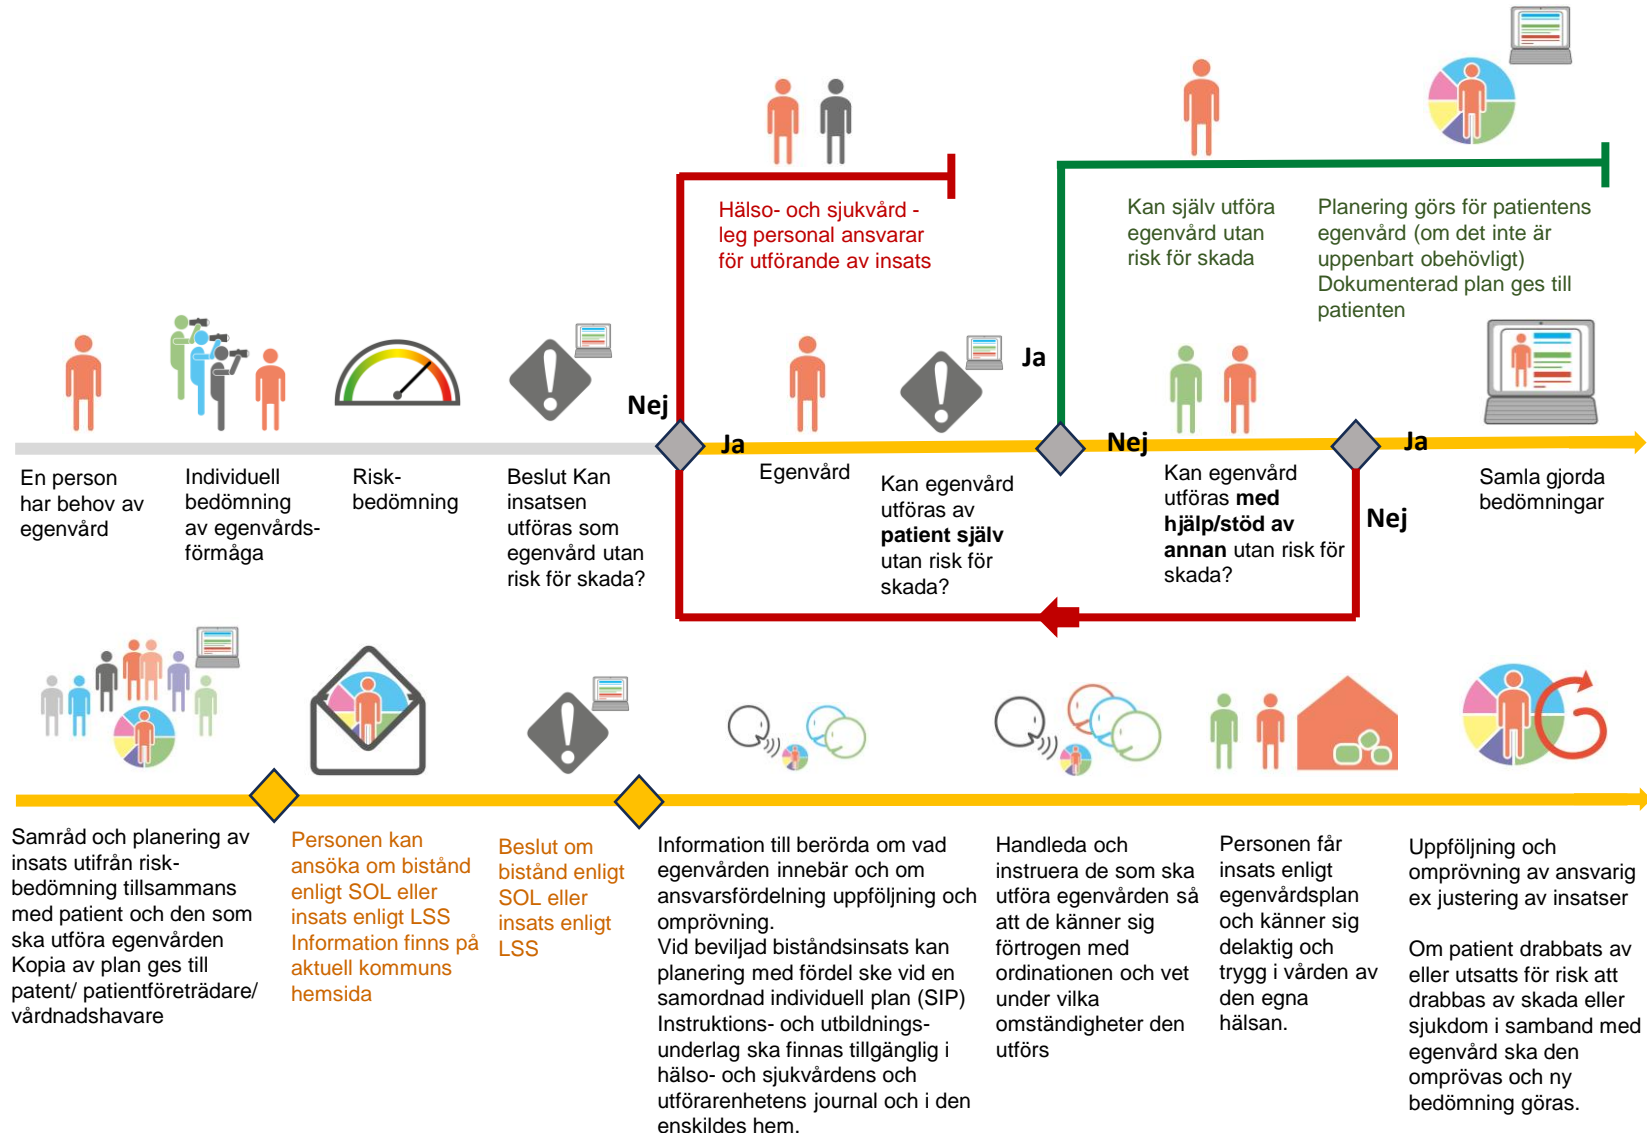 Hälso- och sjukvård -
leg personal ansvarar
för utförande av insats
Kan själv utföra
egenvård utan
risk för skada
Planering görs för patientens
egenvård (om det inte är
uppenbart obehövligt)
Dokumenterad plan ges till
patienten
Nej
Ja
Ja
Nej
Ja
Nej
En person
har behov av
egenvård
Individuell
bedömning
av egenvårds-
förmåga
Risk-
bedömning
Beslut Kan
insatsen
utföras som
egenvård utan
risk för skada?
Egenvård
Kan egenvård
utföras av
patient själv
utan risk för
skada?
Kan egenvård
utföras med
hjälp/stöd av
annan utan risk för
skada?
Samla gjorda
bedömningar
Samråd och planering av
insats utifrån risk-
bedömning tillsammans
med patient och den som
ska utföra egenvården
Kopia av plan ges till
patent/ patientföreträdare/
vårdnadshavare
Personen kan
ansöka om bistånd
enligt SOL eller
insats enligt LSS
Information finns på
aktuell kommuns
hemsida
Beslut om
bistånd enligt
SOL eller
insats enligt
LSS
Information till berörda om vad
egenvården innebär och om
ansvarsfördelning uppföljning och
omprövning.
Vid beviljad biståndsinsats kan
planering med fördel ske vid en
samordnad individuell plan (SIP)
Instruktions- och utbildnings-
underlag ska finnas tillgänglig i
hälso- och sjukvårdens och
utförarenhetens journal och i den
enskildes hem.
Handleda och
instruera de som ska
utföra egenvården så
att de känner sig
förtrogen med
ordinationen och vet
under vilka
omständigheter den
utförs
Personen får
insats enligt
egenvårdsplan
och känner sig
delaktig och
trygg i vården av
den egna
hälsan.
Uppföljning och
omprövning av ansvarig
ex justering av insatser
Om patient drabbats av
eller utsatts för risk att
drabbas av skada eller
sjukdom i samband med
egenvård ska den
omprövas och ny
bedömning göras.